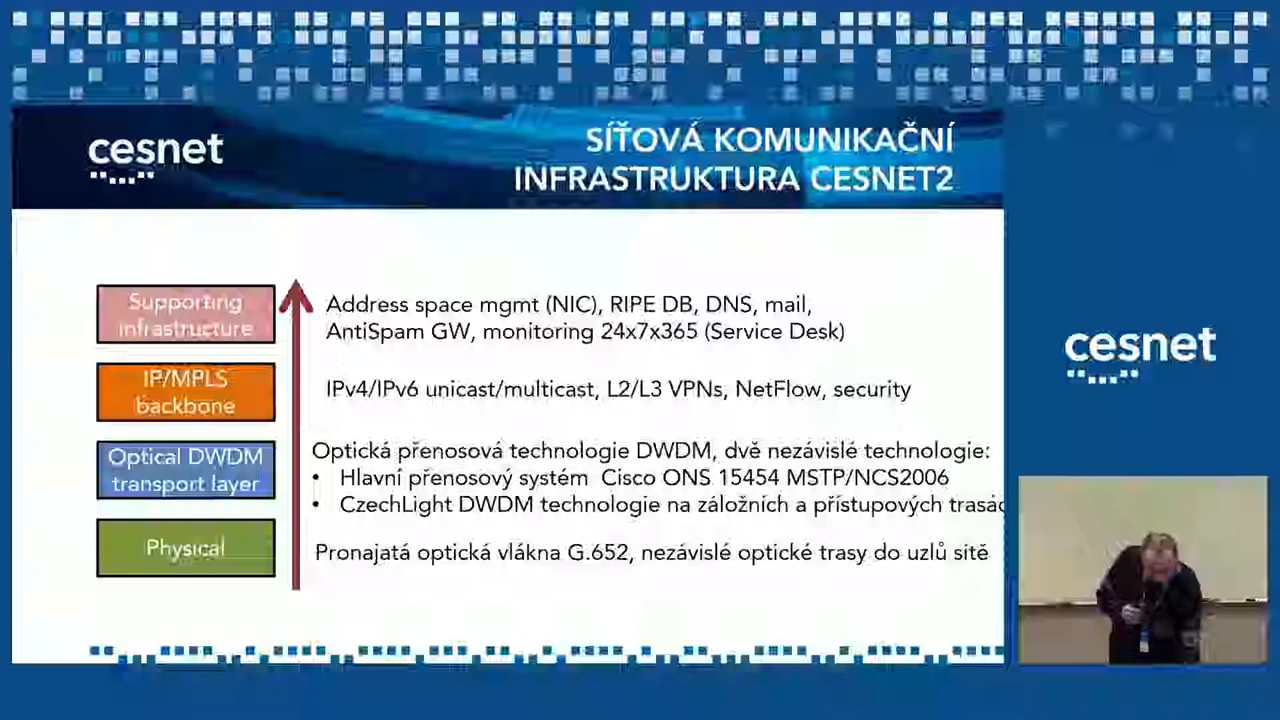 cesnet
SÍŤOVÁ KOMUNIKAČNÍ
INFRASTRUKTURA CESNET2
Supporting
infrastructure
Address space mgmt (NIC), RIPE DB, DNS, mail,
AntiSpam GW, monitoring 24x7x365 (Service Desk)
IP/MPLS
backbone
IPv4/IPv6 unicast/multicast, L2/L3 VPNs, NetFlow, security
Optical DWDM
transport layer
Optická přenosová technologie DWDM, dvě nezávislé technologie:
• Hlavní přenosový systém Cisco ONS 15454 MSTP/NCS2006
• CzechLight DWDM technologie na záložních a přístupových trasác
Physical
Pronajatá optická vlákna G.652, nezávislé optické trasy do uzlů sítě
cesnet